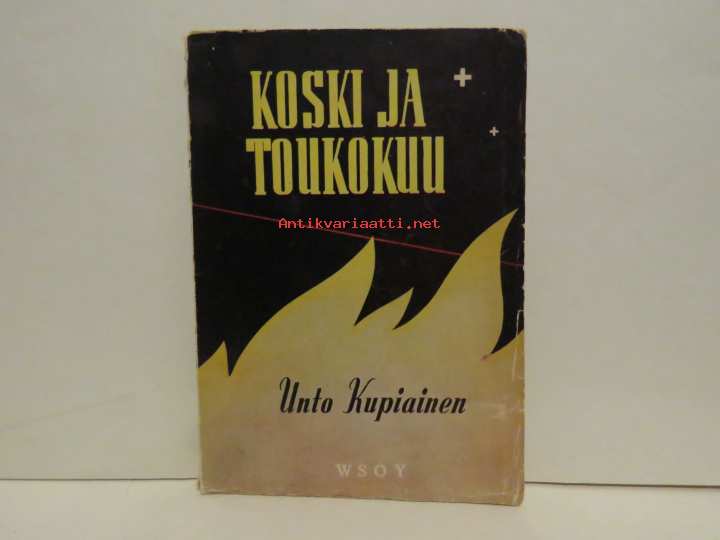 KOSKI JA
TOUKOKUU
Antikvariaatti.net
Unto Kupiainen
WSOY